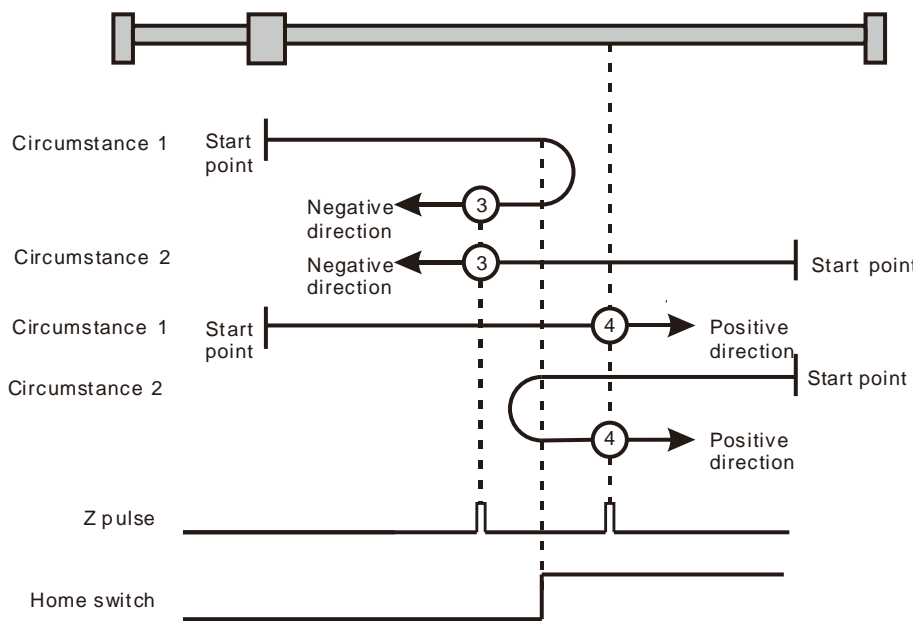 Circumstance 1
Start
point
3
Negative
direction
Circumstance 2
3
Negative
direction
Start point
Circumstance 1
Start
point
4
Positive
direction
Circumstance 2
Start point
4
Positive
direction
Z pulse
Home switch